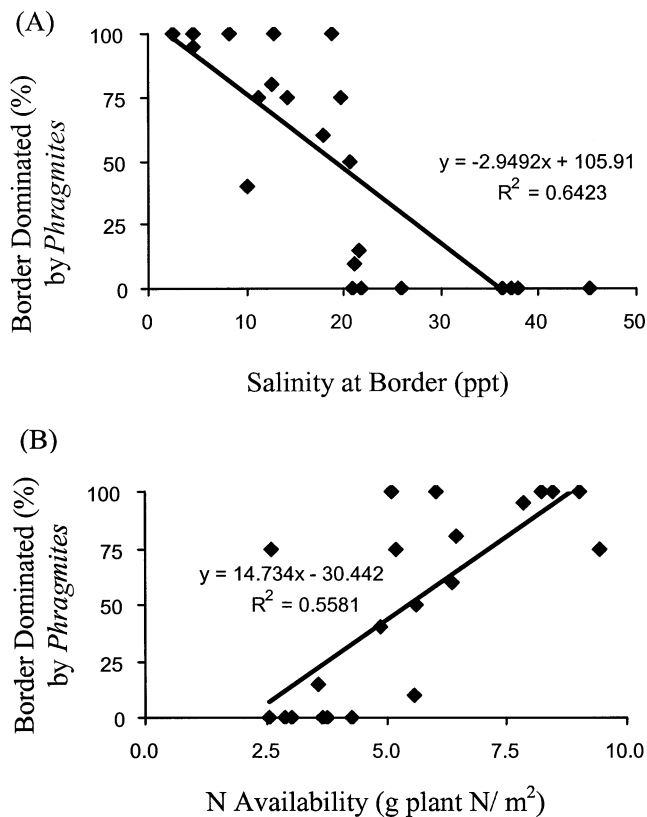 (A)
Border Dominated (%)
by Phragmites
100
75
50
25
0
y = -2.9492x + 105.91
R² = 0.6423
0 10 20 30 40 50
Salinity at Border (ppt)
(B)
Border Dominated (%)
by Phragmites
100
75
50
25
0
y = 14.734x - 30.442
R² = 0.5581
0.0 2.5 5.0 7.5 10.0
N Availability (g plant N/ m²)